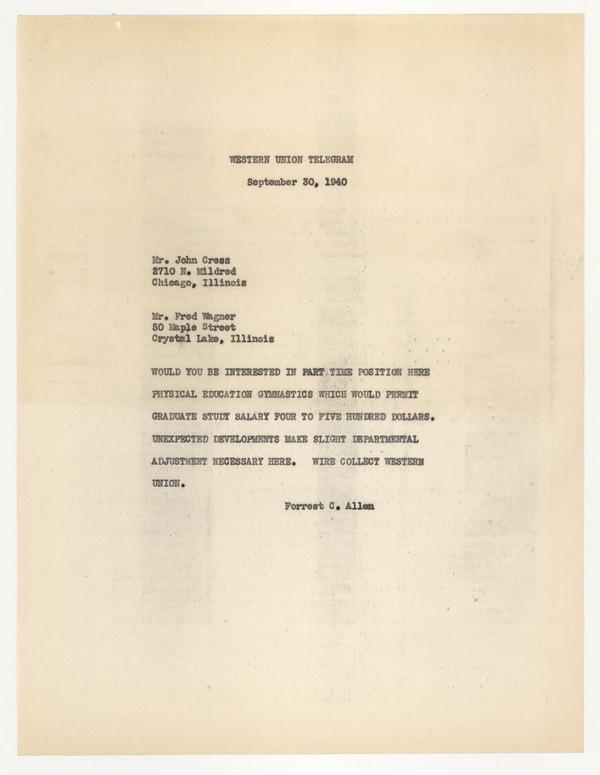 WESTERN UNION TELEGRAM
September 30, 1940
Mr. John Cress
2710 N. Mildred
Chicago, Illinois
Mr. Fred Wagner
50 Maple Street
Crystal Lake, Illinois
WOULD YOU BE INTERESTED IN PART TIME POSITION HERE
PHYSICAL EDUCATION GYMNASTICS WHICH WOULD PERMIT
GRADUATE STUDY SALARY FOUR TO FIVE HUNDRED DOLLARS.
UNEXPECTED DEVELOPMENTS MAKE SLIGHT DEPARTMENTAL
ADJUSTMENT NECESSARY HERE. WIRE COLLECT WESTERN
UNION.
Forrest C. Allen